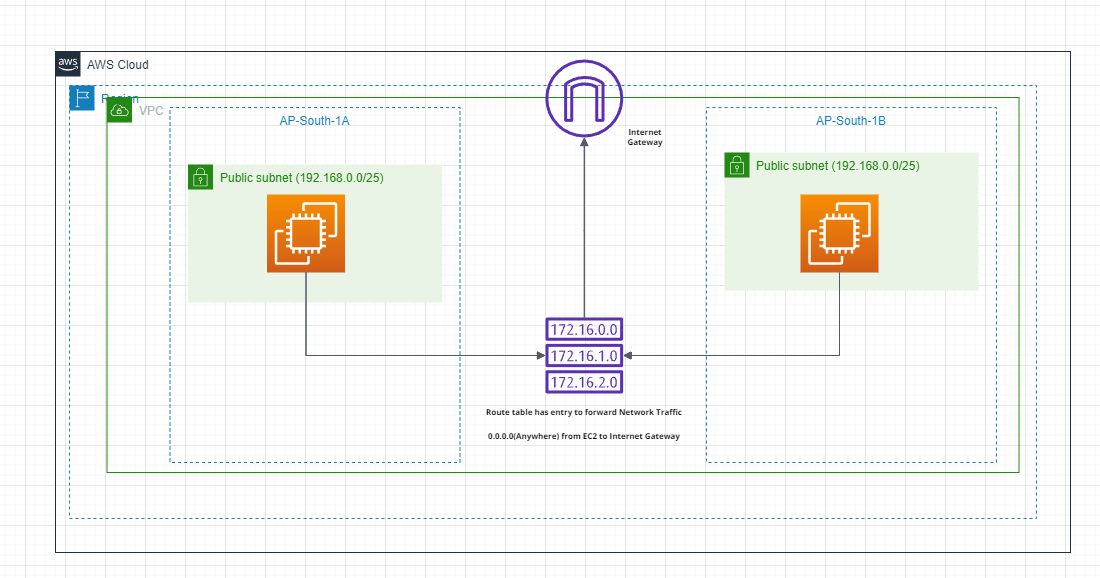 aws
AWS Cloud
Region
VPC
AP-South-1A
AP-South-1B
Internet
Gateway
Public subnet (192.168.0.0/25)
Public subnet (192.168.0.0/25)
172.16.0.0
172.16.1.0
172.16.2.0
Route table has entry to forward Network Traffic
0.0.0.0(Anywhere) from EC2 to Internet Gateway